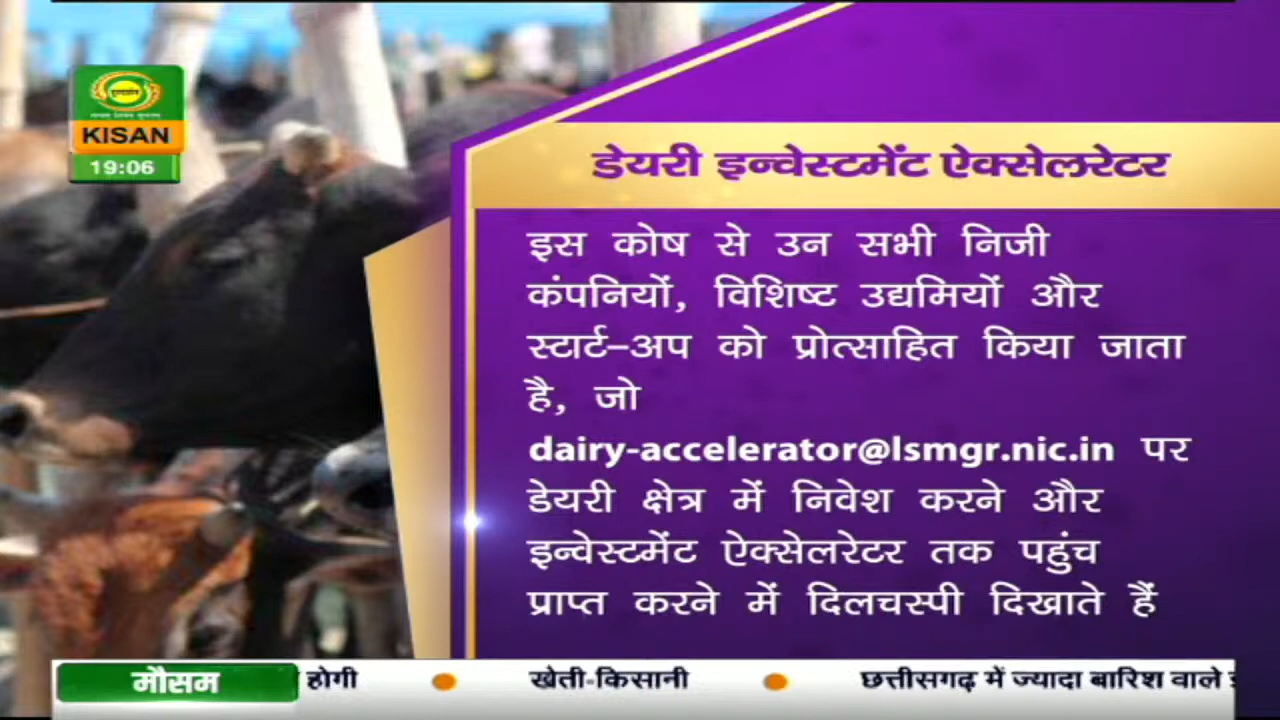 KISAN
19:06
डेयरी इन्वेस्टमेंट ऐक्सेलरेटर
इस कोष से उन सभी निजी
कंपनियों, विशिष्ट उद्यमियों और
स्टार्ट-अप को प्रोत्साहित किया जाता
है, जो
dairy-accelerator@lsmgr.nic.in पर
डेयरी क्षेत्र में निवेश करने और
इन्वेस्टमेंट ऐक्सेलरेटर तक पहुंच
प्राप्त करने में दिलचस्पी दिखाते हैं
मौसम होगी खेती-किसानी छत्तीसगढ़ में ज्यादा बारिश वाले